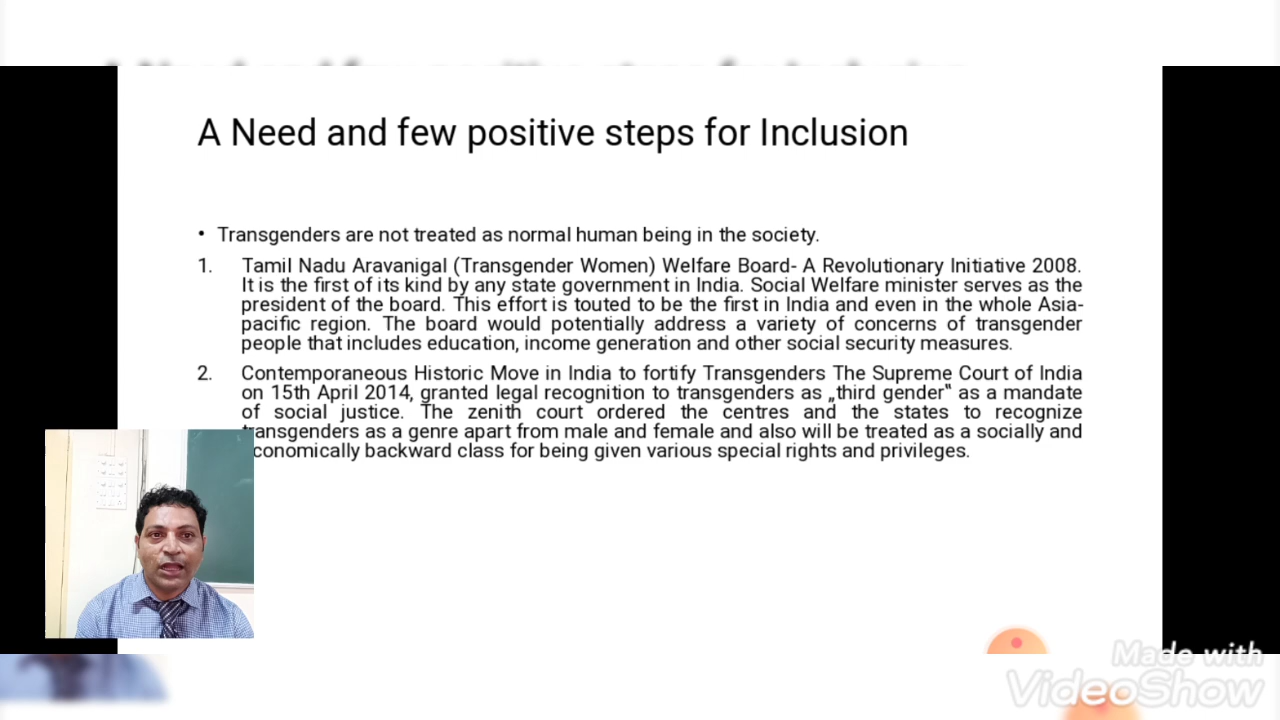 A Need and few positive steps for Inclusion
• Transgenders are not treated as normal human being in the society.
1. Tamil Nadu Aravanigal (Transgender Women) Welfare Board- A Revolutionary Initiative 2008.
It is the first of its kind by any state government in India. Social Welfare minister serves as the
president of the board. This effort is touted to be the first in India and even in the whole Asia-
pacific region. The board would potentially address a variety of concerns of transgender
people that includes education, income generation and other social security measures.
2. Contemporaneous Historic Move in India to fortify Transgenders The Supreme Court of India
on 15th April 2014, granted legal recognition to transgenders as „third gender‟ as a mandate
of social justice. The zenith court ordered the centres and the states to recognize
transgenders as a genre apart from male and female and also will be treated as a socially and
economically backward class for being given various special rights and privileges.
Made with
VideoShow